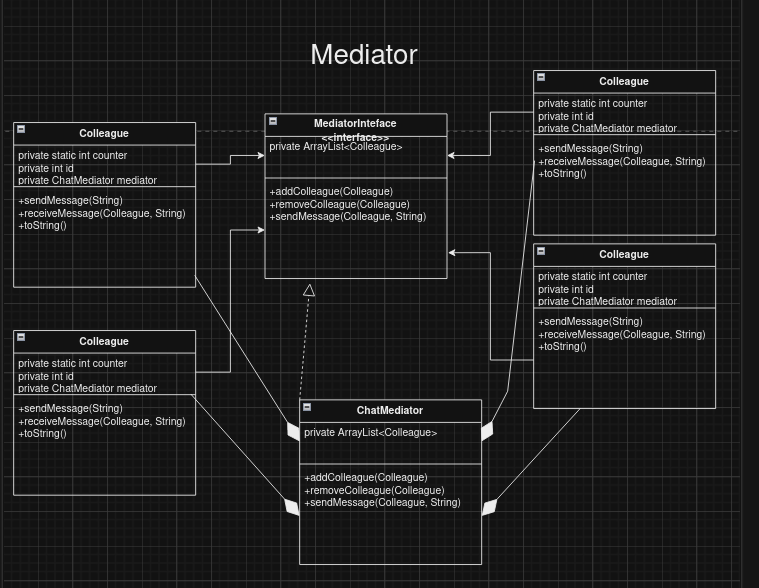 Mediator
Colleague
private static int counter
private int id
private ChatMediator mediator
+sendMessage(String)
+receiveMessage(Colleague, String)
+toString()
MediatorInteface
<<interface>>
private ArrayList<Colleague>
+addColleague(Colleague)
+removeColleague(Colleague)
+sendMessage(Colleague, String)
Colleague
private static int counter
private int id
private ChatMediator mediator
+sendMessage(String)
+receiveMessage(Colleague, String)
+toString()
Colleague
private static int counter
private int id
private ChatMediator mediator
+sendMessage(String)
+receiveMessage(Colleague, String)
+toString()
Colleague
private static int counter
private int id
private ChatMediator mediator
+sendMessage(String)
+receiveMessage(Colleague, String)
+toString()
ChatMediator
private ArrayList<Colleague>
+addColleague(Colleague)
+removeColleague(Colleague)
+sendMessage(Colleague, String)